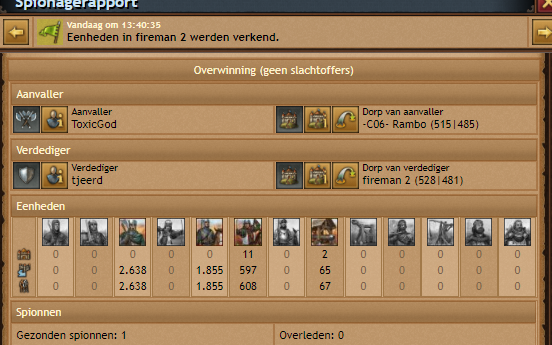 Spionagerapport
Vandaag om 13:40:35
Eenheden in fireman 2 werden verkend.
Overwinning (geen slachtoffers)
Aanvaller
Aanvaller
ToxicGod
Dorp van aanvaller
-C06- Rambo (515|485)
Verdediger
Verdediger
tjeerd
Dorp van verdediger
fireman 2 (528|481)
Eenheden
0 0 0 0 0 11 0 2 0 0 0 0 0
0 0 2.638 0 1.855 597 0 65 0 0 0 0 0
0 0 2.638 0 1.855 608 0 67 0 0 0 0 0
Spionnen
Gezonden spionnen: 1
Overleden: 0